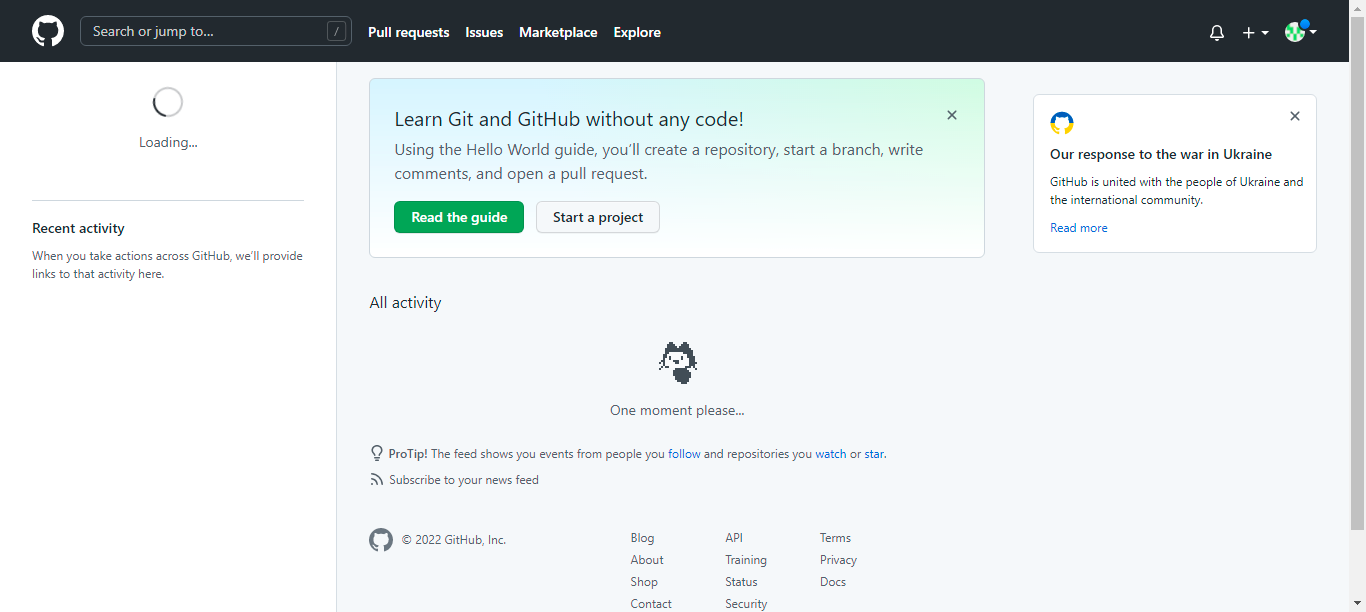 Search or jump to...
/
Pull requests
Issues
Marketplace
Explore
Loading...
Recent activity
When you take actions across GitHub, we'll provide
links to that activity here.
Learn Git and GitHub without any code!
Using the Hello World guide, you'll create a repository, start a branch, write
comments, and open a pull request.
Read the guide
Start a project
All activity
One moment please...
ProTip! The feed shows you events from people you follow and repositories you watch or star.
Subscribe to your news feed
Our response to the war in Ukraine
GitHub is united with the people of Ukraine and
the international community.
Read more
© 2022 GitHub, Inc.
Blog
About
Shop
Contact
API
Training
Status
Security
Terms
Privacy
Docs